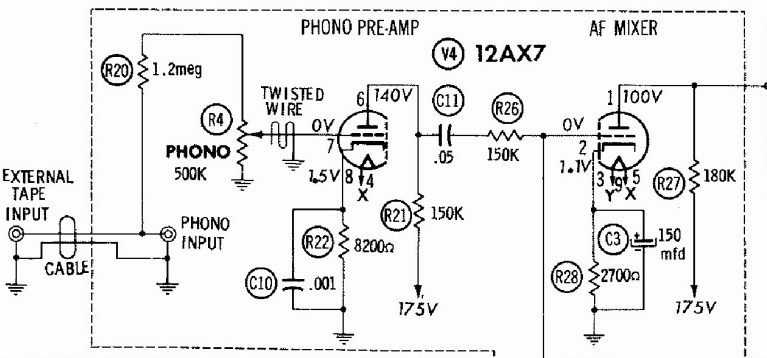 PHONO PRE-AMP
V4 12AX7
AF MIXER
R20 1.2meg
6 140V
1 100V
TWISTED
WIRE
C11
R26
R4
PHONO
500K
0V
7
.05
150K
0V
2
1.1V
1.5V 8 4
X
3 9 5
Y X
R27 180K
EXTERNAL
TAPE
INPUT
R21 150K
PHONO
INPUT
R22 8200Ω
C3 + 150
mfd
CABLE
C10 .001
R28 2700Ω
175V
175V